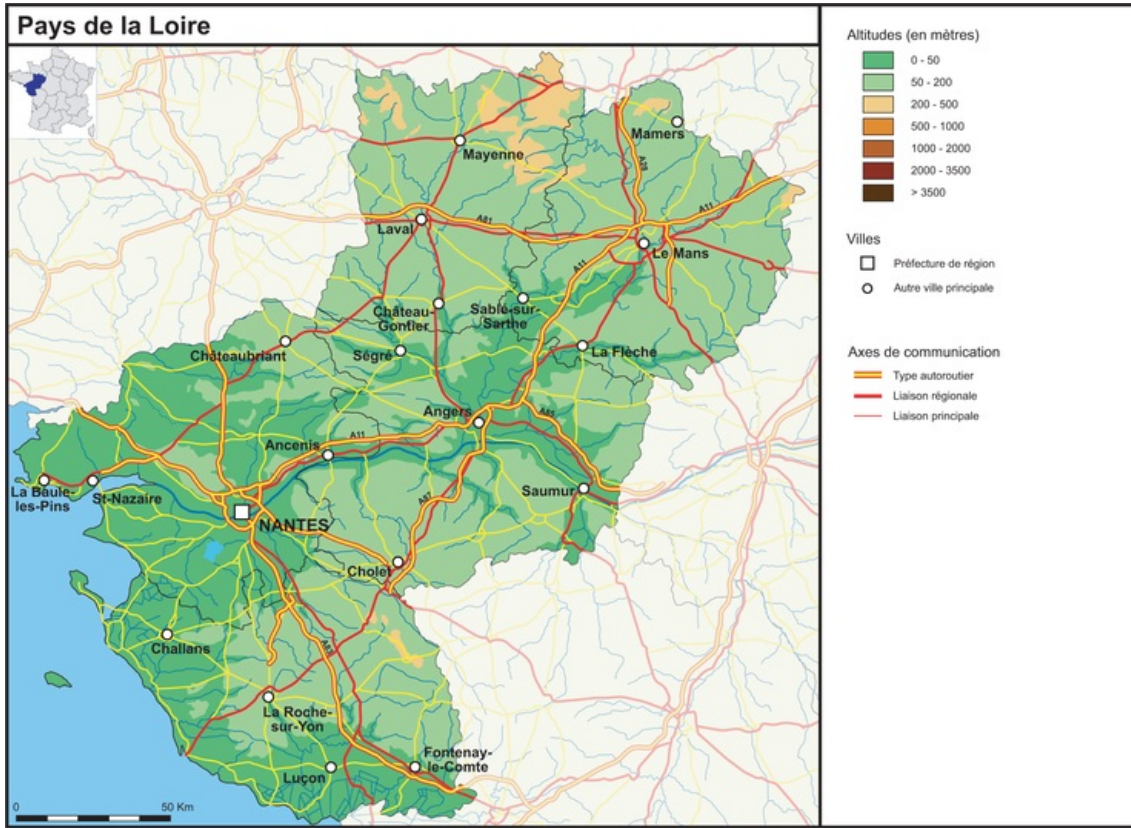 Pays de la Loire
Altitudes (en mètres)
0 - 50
50 - 200
200 - 500
500 - 1000
1000 - 2000
2000 - 3500
> 3500
Villes
Préfecture de région
Autre ville principale
Axes de communication
Type autoroutier
Liaison régionale
Liaison principale
Mamers
Mayenne
A28
A11
Laval
A81
Le Mans
A11
Château-
Gontier
Sablé-sur-
Sarthe
Châteaubriant
Ségré
La Flèche
Angers
A85
Ancenis
A11
La Baule-
les-Pins
St-Nazaire
A87
Saumur
NANTES
Cholet
Challans
A83
La Roche-
sur-Yon
Luçon
Fontenay-
le-Comte
0
50 Km